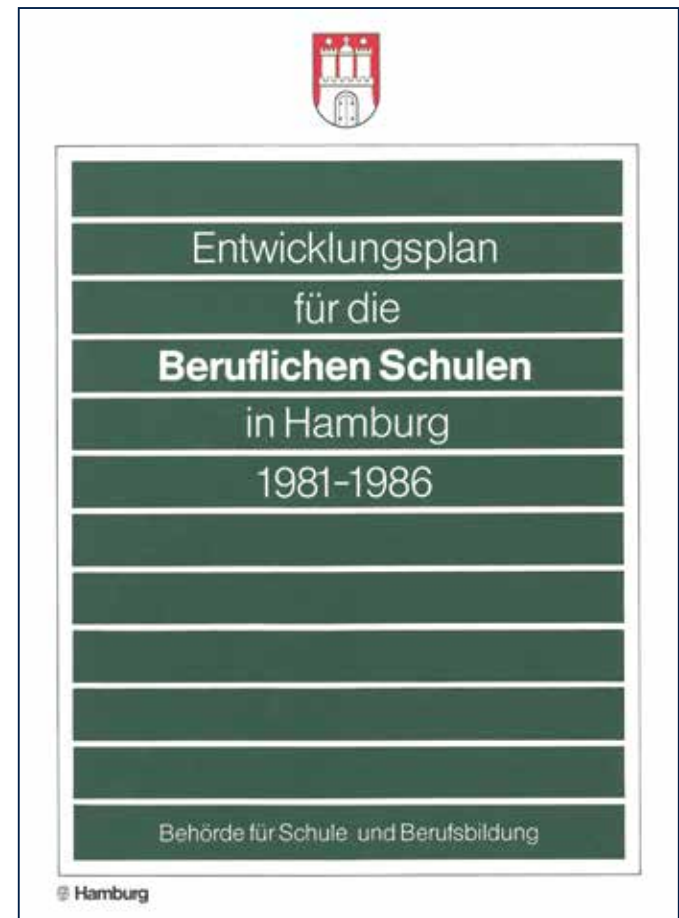 Entwicklungsplan
für die
Beruflichen Schulen
in Hamburg
1981-1986
Behörde für Schule und Berufsbildung
Hamburg